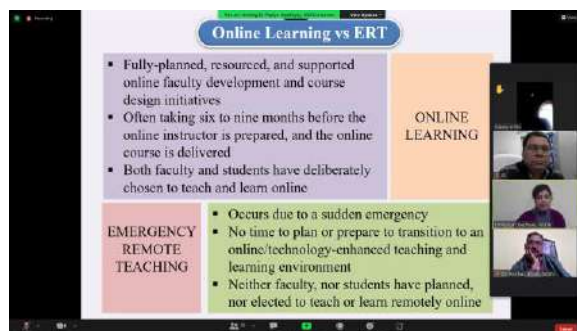 Online Learning vs ERT
▪ Fully-planned, resourced, and supported
online faculty development and course
design initiatives
▪ Often taking six to nine months before the
online instructor is prepared, and the online
course is delivered
▪ Both faculty and students have deliberately
chosen to teach and learn online
ONLINE
LEARNING
EMERGENCY
REMOTE
TEACHING
▪ Occurs due to a sudden emergency
▪ No time to plan or prepare to transition to an
online/technology-enhanced teaching and
learning environment
▪ Neither faculty, nor students have planned,
nor elected to teach or learn remotely online